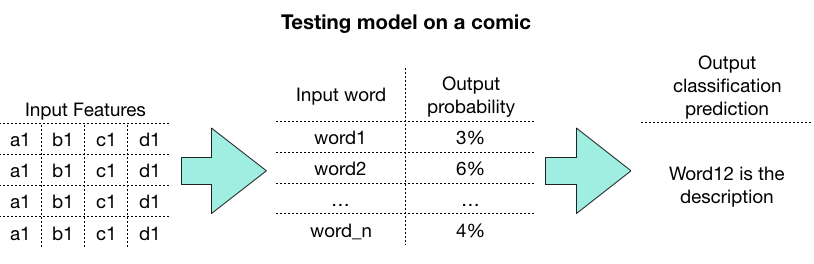 Testing model on a comic
Input Features
a1 b1 c1 d1
a1 b1 c1 d1
a1 b1 c1 d1
a1 b1 c1 d1
Input word
Output
probability
word1 3%
word2 6%
... ...
word_n 4%
Output
classification
prediction
Word12 is the
description